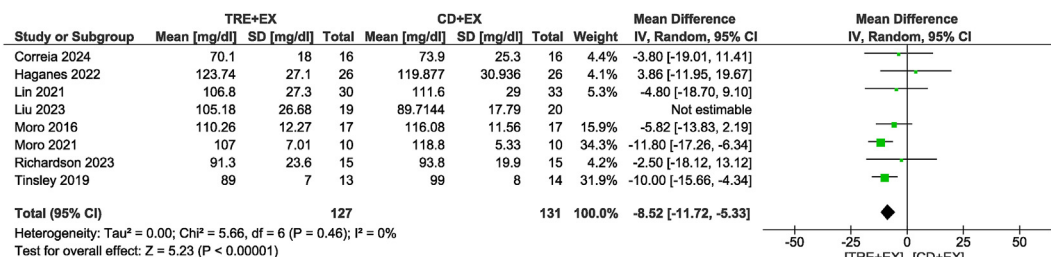 TRE+EX CD+EX Mean Difference Mean Difference
Study or Subgroup Mean [mg/dl] SD [mg/dl] Total Mean [mg/dl] SD [mg/dl] Total Weight IV, Random, 95% CI IV, Random, 95% CI
Correia 2024 70.1 18 16 73.9 25.3 16 4.4% -3.80 [-19.01, 11.41]
Haganes 2022 123.74 27.1 26 119.877 30.936 26 4.1% 3.86 [-11.95, 19.67]
Lin 2021 106.8 27.3 30 111.6 29 33 5.3% -4.80 [-18.70, 9.10]
Liu 2023 105.18 26.68 19 89.7144 17.79 20 Not estimable
Moro 2016 110.26 12.27 17 116.08 11.56 17 15.9% -5.82 [-13.83, 2.19]
Moro 2021 107 7.01 10 118.8 5.33 10 34.3% -11.80 [-17.26, -6.34]
Richardson 2023 91.3 23.6 15 93.8 19.9 15 4.2% -2.50 [-18.12, 13.12]
Tinsley 2019 89 7 13 99 8 14 31.9% -10.00 [-15.66, -4.34]
Total (95% CI) 127 131 100.0% -8.52 [-11.72, -5.33]
Heterogeneity: Tau² = 0.00; Chi² = 5.66, df = 6 (P = 0.46); I² = 0%
Test for overall effect: Z = 5.23 (P < 0.00001)
-50 -25 0 25 50
[TRE+EX] [CD+EX]